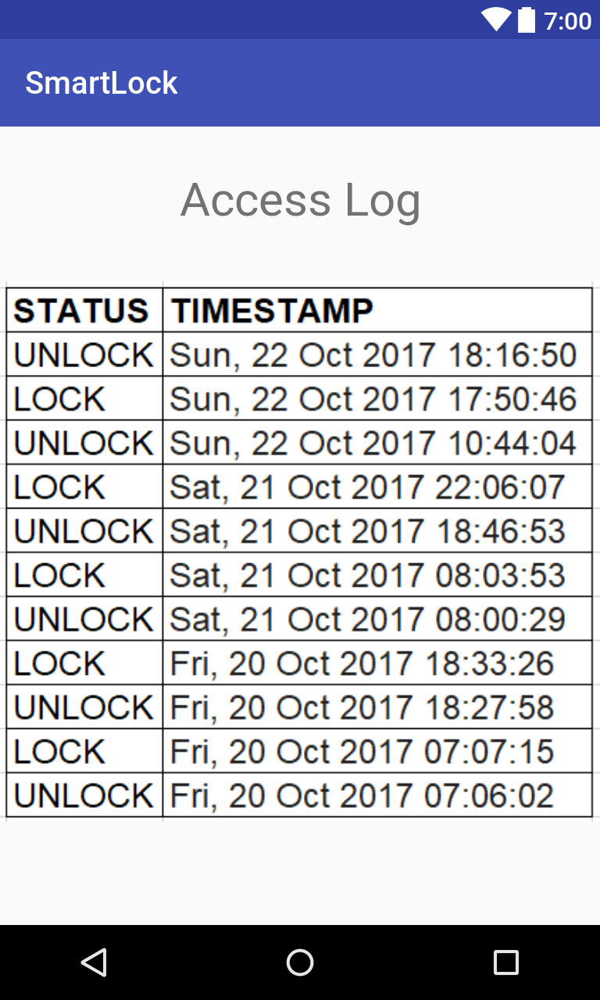 7:00
SmartLock
Access Log
STATUS TIMESTAMP
UNLOCK Sun, 22 Oct 2017 18:16:50
LOCK Sun, 22 Oct 2017 17:50:46
UNLOCK Sun, 22 Oct 2017 10:44:04
LOCK Sat, 21 Oct 2017 22:06:07
UNLOCK Sat, 21 Oct 2017 18:46:53
LOCK Sat, 21 Oct 2017 08:03:53
UNLOCK Sat, 21 Oct 2017 08:00:29
LOCK Fri, 20 Oct 2017 18:33:26
UNLOCK Fri, 20 Oct 2017 18:27:58
LOCK Fri, 20 Oct 2017 07:07:15
UNLOCK Fri, 20 Oct 2017 07:06:02